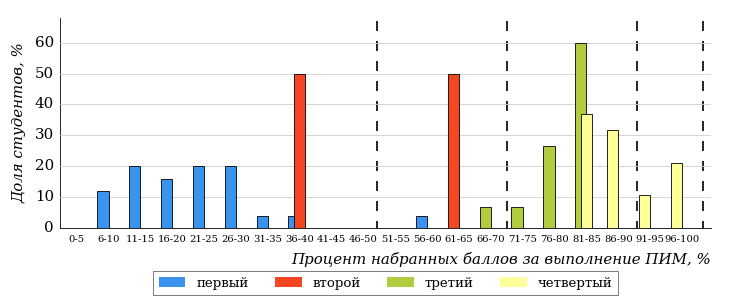 Доля студентов, %
60
50
40
30
20
10
0
0-5 6-10 11-15 16-20 21-25 26-30 31-35 36-40 41-45 46-50 51-55 56-60 61-65 66-70 71-75 76-80 81-85 86-90 91-95 96-100
Процент набранных баллов за выполнение ПИМ, %
первый второй третий четвертый